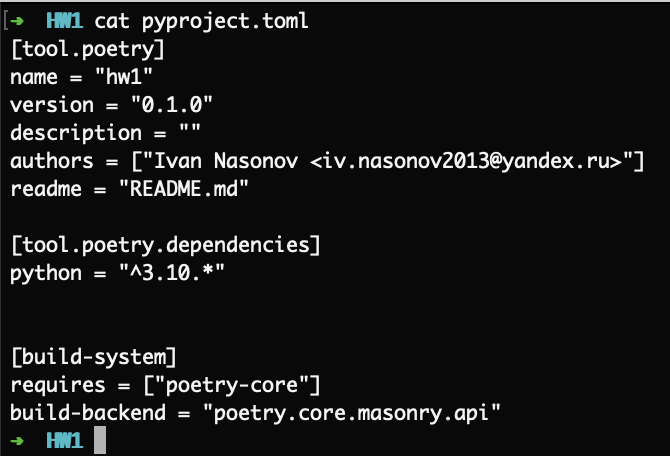 [➜ HW1 cat pyproject.toml
[tool.poetry]
name = "hw1"
version = "0.1.0"
description = ""
authors = ["Ivan Nasonov <iv.nasonov2013@yandex.ru>"]
readme = "README.md"
[tool.poetry.dependencies]
python = "^3.10.*"
[build-system]
requires = ["poetry-core"]
build-backend = "poetry.core.masonry.api"
➜ HW1